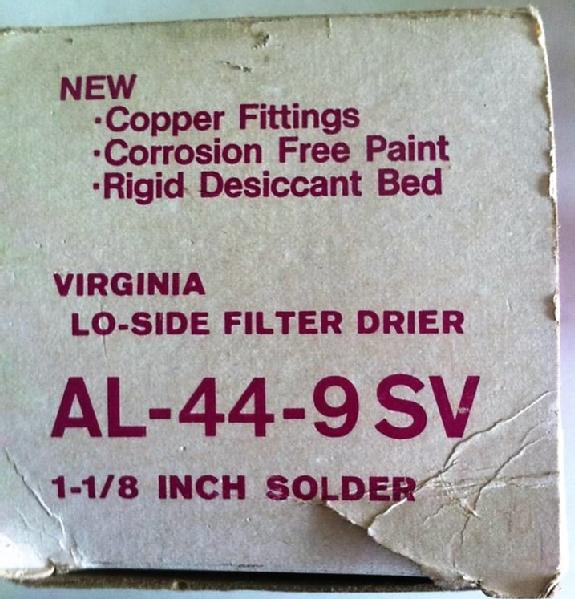 NEW
·Copper Fittings
·Corrosion Free Paint
·Rigid Desiccant Bed
VIRGINIA
LO-SIDE FILTER DRIER
AL-44-9 SV
1-1/8 INCH SOLDER